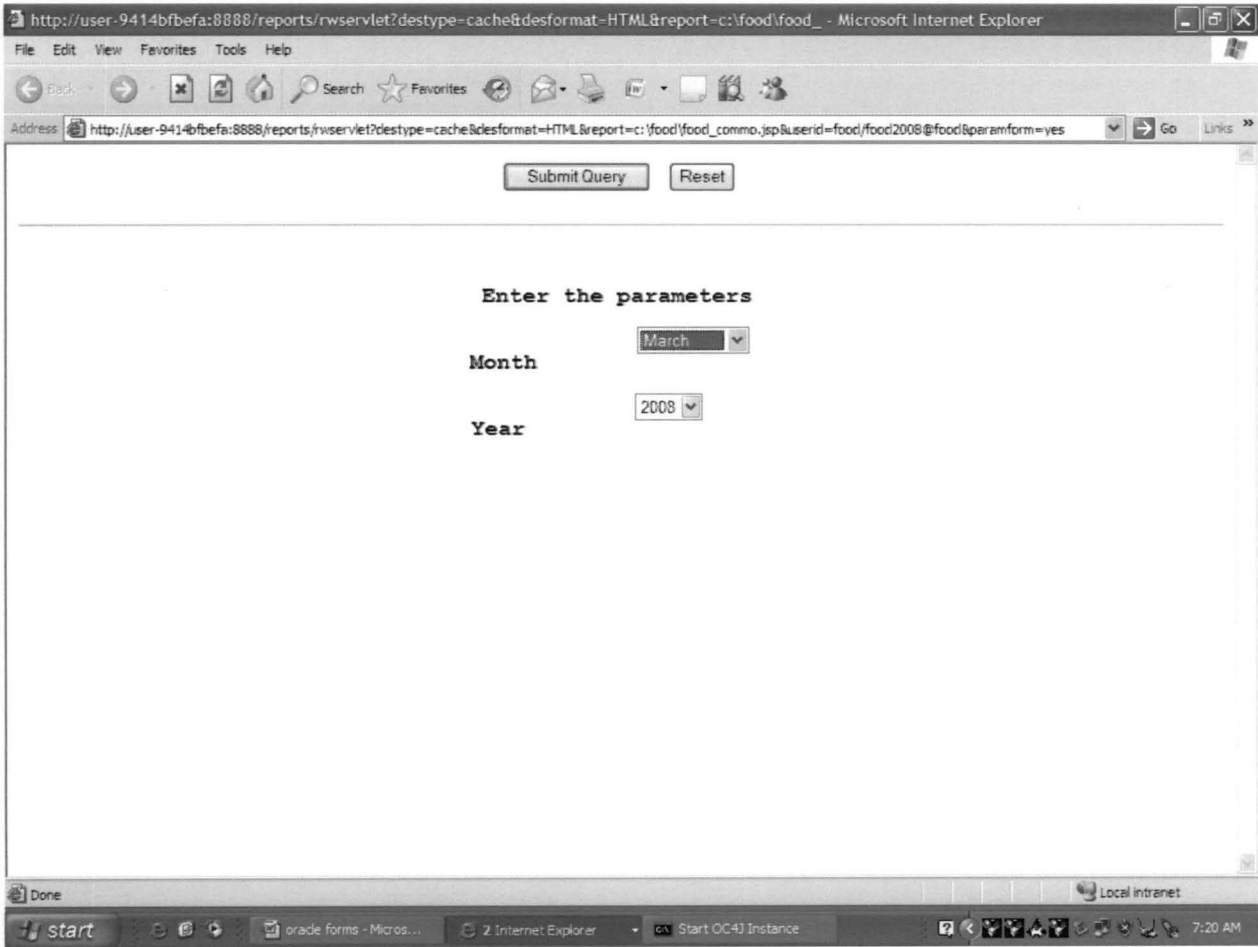 http://user-9414bfbefa:8888/reports/rwservlet?destype=cache&desformat=HTML&report=c:\food\food_ - Microsoft Internet Explorer
File Edit View Favorites Tools Help
Back Search Favorites
Address http://user-9414bfbefa:8888/reports/rwservlet?destype=cache&desformat=HTML&report=c:\food\food_commo.jsp&userid=food/food2008@food&paramform=yes Go Links »
Submit Query Reset
Enter the parameters
March
Month
2008
Year
Done Local intranet
start oracle forms - Micros... 2 Internet Explorer Start OC4J Instance 7:20 AM